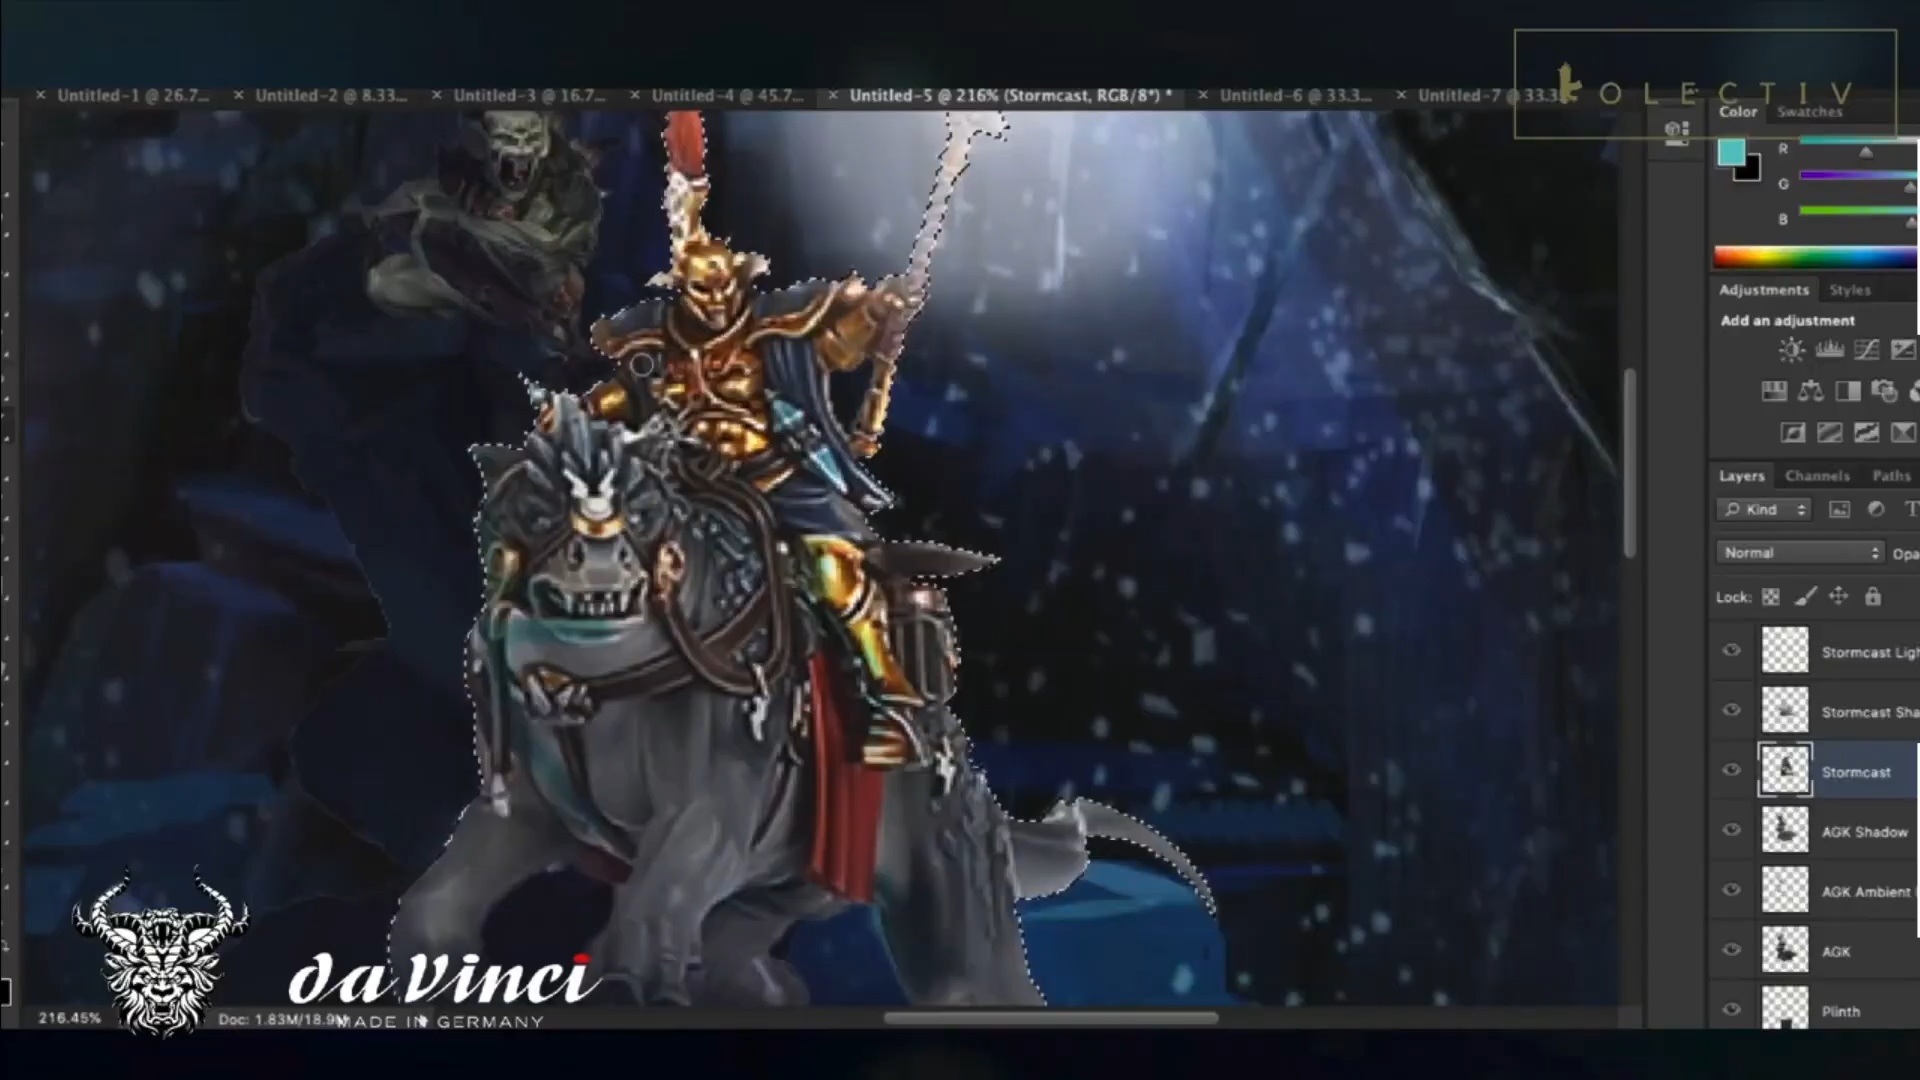 × Untitled-1 @ 26.7... × Untitled-2 @ 8.33... × Untitled-3 @ 16.7... × Untitled-4 @ 45.7... × Untitled-5 @ 216% (Stormcast, RGB/8*) * × Untitled-6 @ 33.3... × Untitled-7 @ 33.3
KOLECTIV
Color Swatches
R
G
B
Adjustments Styles
Add an adjustment
Layers Channels Paths
Kind
Normal Opa
Lock:
Stormcast Ligh
Stormcast Sha
Stormcast
AGK Shadow
AGK Ambient
AGK
Plinth
da Vinci
MADE IN GERMANY
216.45% Doc: 1.83M/18.9M